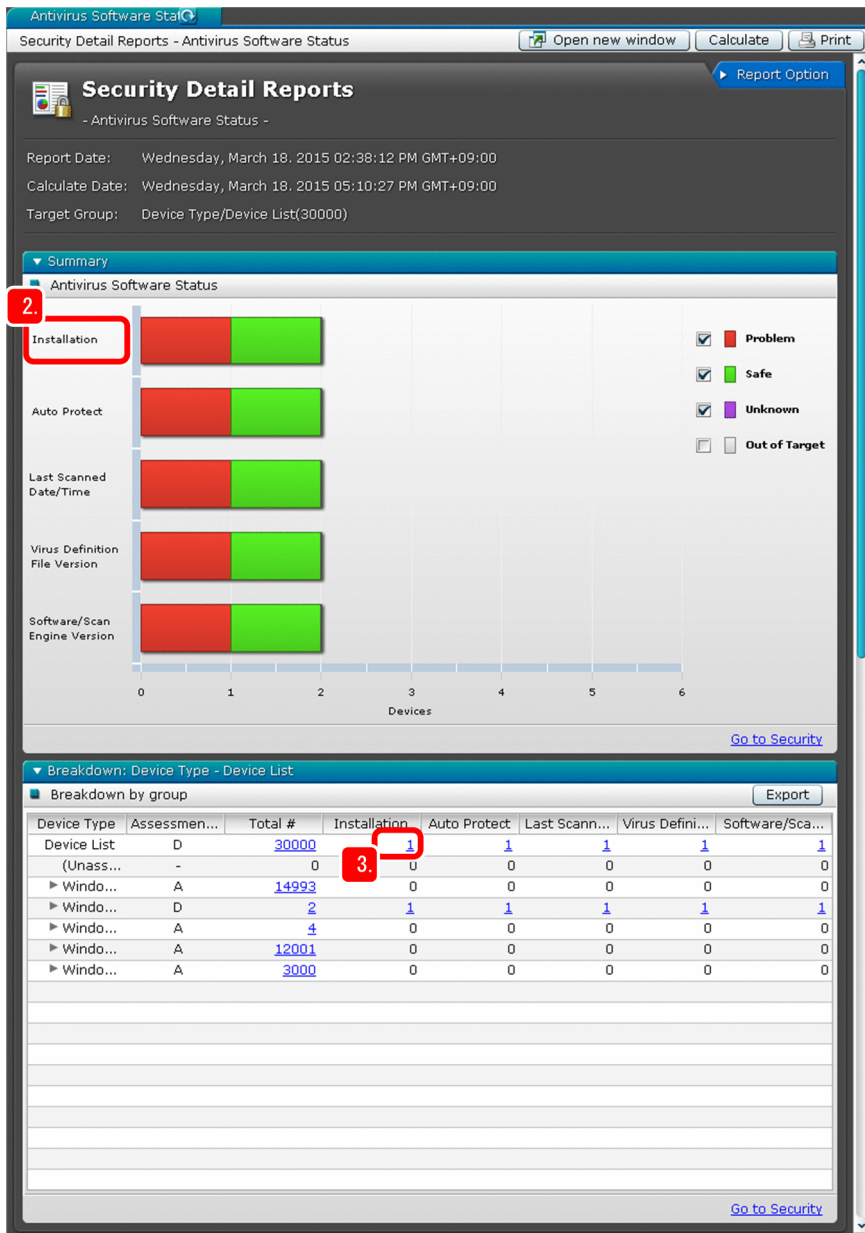 Antivirus Software Stat
Security Detail Reports - Antivirus Software Status
Open new window
Calculate
Print
Report Option
Security Detail Reports
- Antivirus Software Status -
Report Date: Wednesday, March 18. 2015 02:38:12 PM GMT+09:00
Calculate Date: Wednesday, March 18. 2015 05:10:27 PM GMT+09:00
Target Group: Device Type/Device List(30000)
Summary
Antivirus Software Status
2.
Installation
Auto Protect
Last Scanned
Date/Time
Virus Definition
File Version
Software/Scan
Engine Version
Problem
Safe
Unknown
Out of Target
0 1 2 3 4 5 6
Devices
Go to Security
Breakdown: Device Type - Device List
Breakdown by group
Export
Device Type Assessmen... Total # Installation Auto Protect Last Scann... Virus Defini... Software/Sca...
Device List D 30000 1 1 1 1 1
3.
(Unass... - 0 0 0 0 0 0
Windo... A 14993 0 0 0 0 0
Windo... D 2 1 1 1 1 1
Windo... A 4 0 0 0 0 0
Windo... A 12001 0 0 0 0 0
Windo... A 3000 0 0 0 0 0
Go to Security